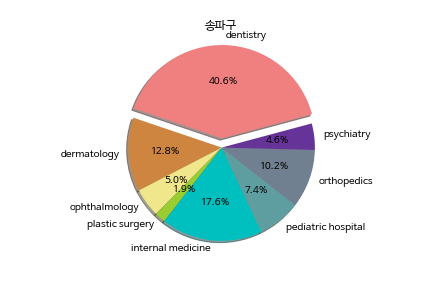 송파구
dentistry
40.6%
psychiatry
4.6%
dermatology
12.8%
10.2%
orthopedics
5.0%
ophthalmology
1.9%
7.4%
plastic surgery
17.6%
pediatric hospital
internal medicine